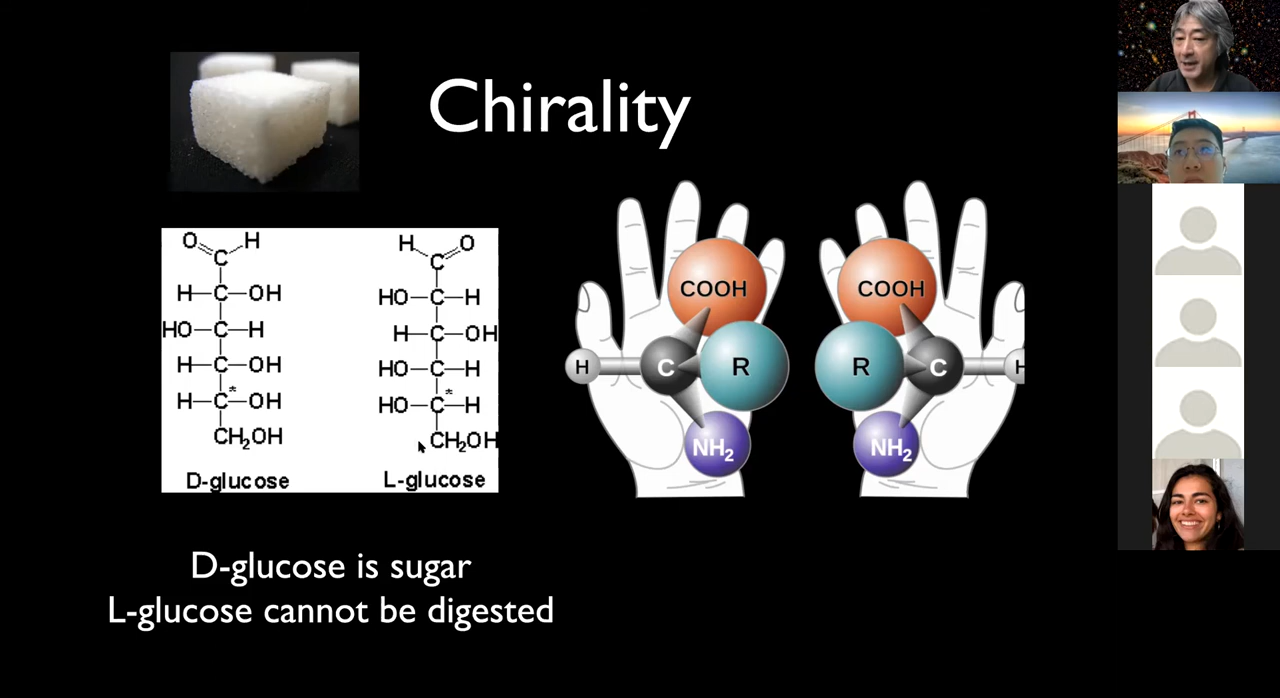 Chirality
O H
C
H-C-OH
HO-C-H
H-C-OH
*
H-C-OH
CH2OH
D-glucose
H O
C
HO-C-H
H-C-OH
HO-C-H
*
HO-C-H
CH2OH
L-glucose
COOH
H C R
NH2
COOH
R C H
NH2
D-glucose is sugar
L-glucose cannot be digested